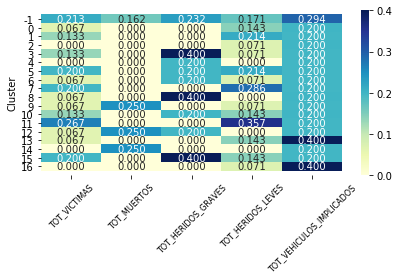 -1 0.213 0.162 0.232 0.171 0.294
0 0.067 0.000 0.000 0.143 0.200
1 0.133 0.000 0.000 0.214 0.200
2 0.000 0.000 0.000 0.071 0.200
3 0.133 0.000 0.400 0.071 0.200
4 0.000 0.000 0.200 0.000 0.200
5 0.200 0.000 0.200 0.214 0.200
6 0.067 0.000 0.200 0.071 0.200
7 0.200 0.000 0.000 0.286 0.200
8 0.067 0.000 0.400 0.000 0.200
9 0.067 0.250 0.000 0.071 0.200
10 0.133 0.000 0.200 0.143 0.200
11 0.267 0.000 0.000 0.357 0.200
12 0.067 0.250 0.200 0.000 0.200
13 0.067 0.000 0.000 0.143 0.400
14 0.000 0.250 0.000 0.000 0.200
15 0.200 0.000 0.400 0.143 0.400
16 0.000 0.000 0.000 0.071 0.200
Cluster
TOT_VICTIMAS
TOT_MUERTOS
TOT_HERIDOS_GRAVES
TOT_HERIDOS_LEVES
TOT_VEHICULOS_IMPLICADOS
0.4
0.3
0.2
0.1
0.0